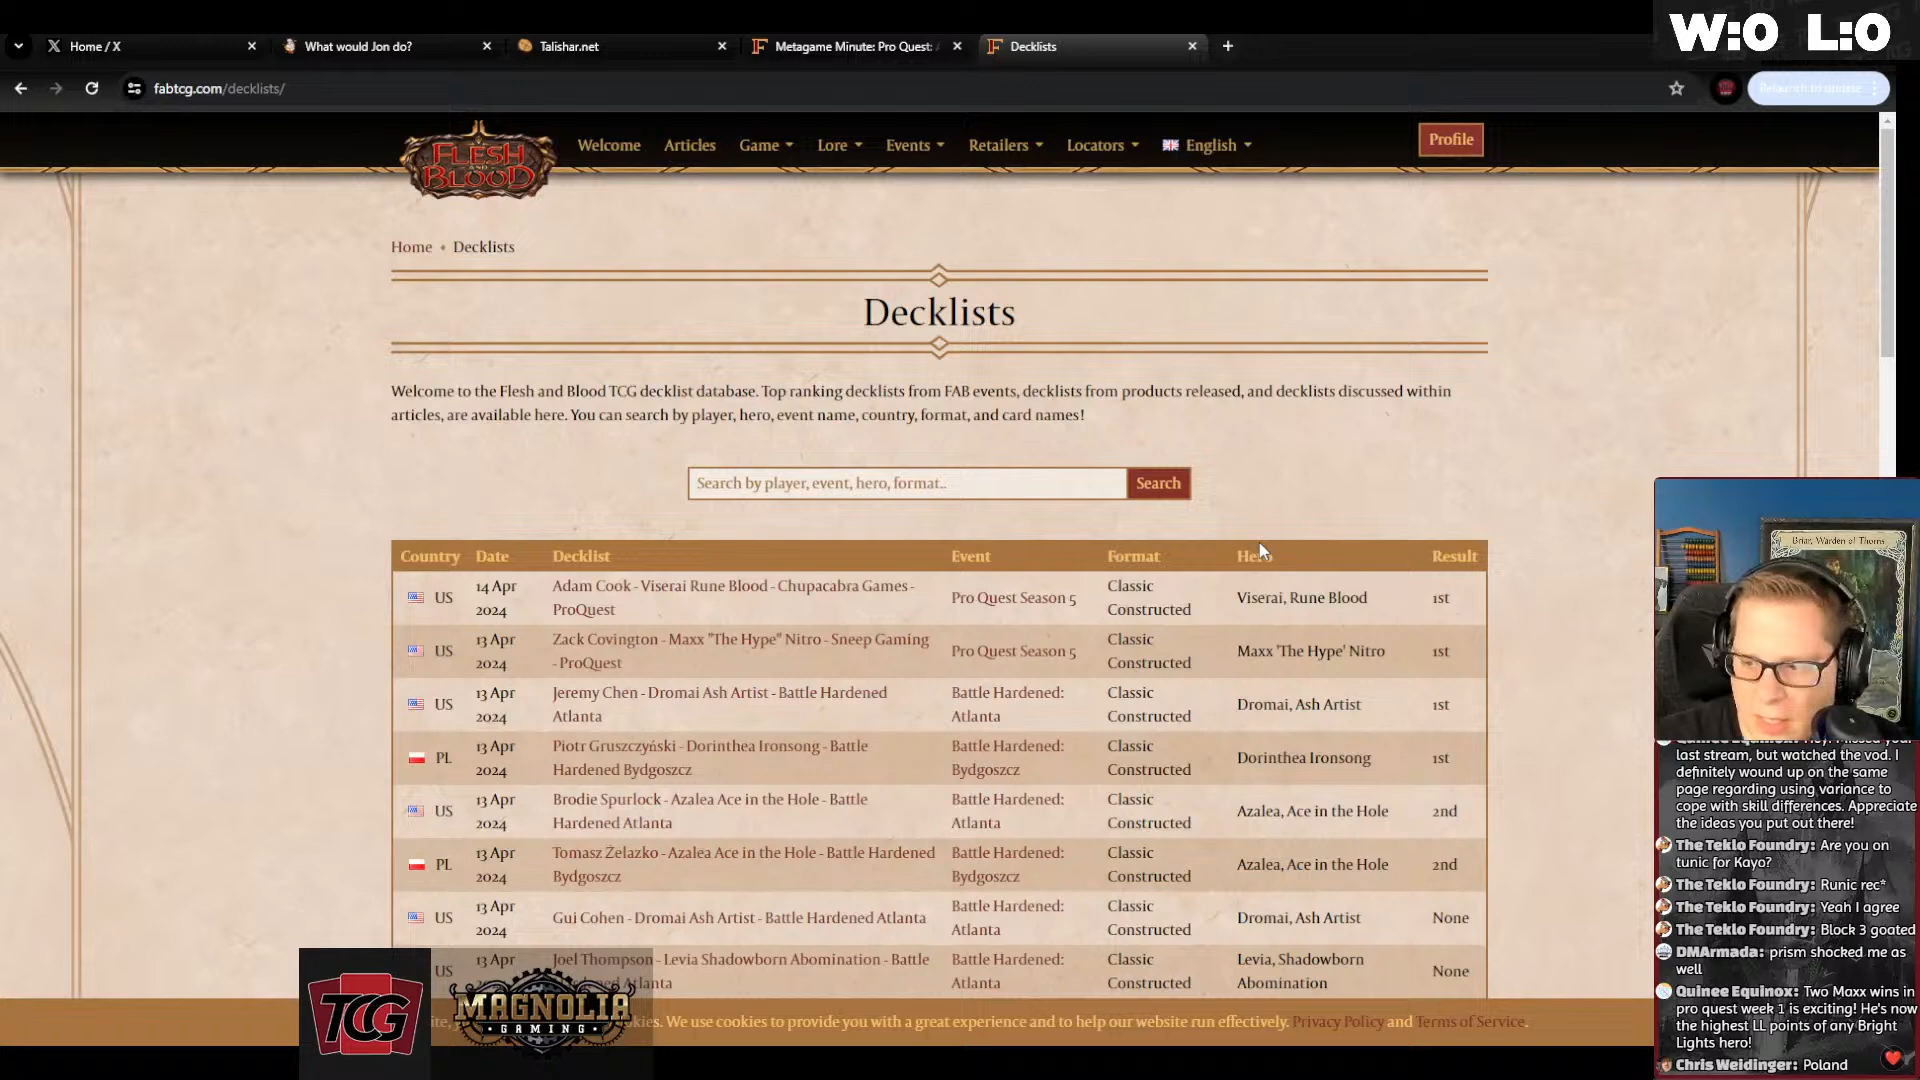 W:0 L:0
Home / X
What would Jon do?
Talishar.net
Metagame Minute: Pro Quest:
Decklists
fabtcg.com/decklists/
FLESH AND BLOOD
Welcome
Articles
Game
Lore
Events
Retailers
Locators
English
Profile
Home • Decklists
Decklists
Welcome to the Flesh and Blood TCG decklist database. Top ranking decklists from FAB events, decklists from products released, and decklists discussed within
articles, are available here. You can search by player, hero, event name, country, format, and card names!
Search by player, event, hero, format..
Search
Country Date Decklist Event Format Result
US 14 Apr 2024 Adam Cook - Viserai Rune Blood - Chupacabra Games - ProQuest Pro Quest Season 5 Classic Constructed Viserai, Rune Blood 1st
US 13 Apr 2024 Zack Covington - Maxx "The Hype" Nitro - Sneep Gaming - ProQuest Pro Quest Season 5 Classic Constructed Maxx 'The Hype' Nitro 1st
US 13 Apr 2024 Jeremy Chen - Dromai Ash Artist - Battle Hardened Atlanta Battle Hardened: Atlanta Classic Constructed Dromai, Ash Artist 1st
PL 13 Apr 2024 Piotr Gruszczyński - Dorinthea Ironsong - Battle Hardened Bydgoszcz Battle Hardened: Bydgoszcz Classic Constructed Dorinthea Ironsong 1st
US 13 Apr 2024 Brodie Spurlock - Azalea Ace in the Hole - Battle Hardened Atlanta Battle Hardened: Atlanta Classic Constructed Azalea, Ace in the Hole 2nd
PL 13 Apr 2024 Tomasz Żelazko - Azalea Ace in the Hole - Battle Hardened Bydgoszcz Battle Hardened: Bydgoszcz Classic Constructed Azalea, Ace in the Hole 2nd
US 13 Apr 2024 Gui Cohen - Dromai Ash Artist - Battle Hardened Atlanta Battle Hardened: Atlanta Classic Constructed Dromai, Ash Artist None
US 13 Apr 2024 Joel Thompson - Levia Shadowborn Abomination - Battle Battle Hardened: Atlanta Classic Constructed Levia, Shadowborn Abomination None
TCG
MAGNOLIA
GAMING
We use cookies to provide you with a great experience and to help our website run effectively. Privacy Policy and Terms of Service.
Briar, Warden of Thorns
last stream, but watched the vod. I
definitely wound up on the same
page regarding using variance to
cope with skill differences. Appreciate
the ideas you put out there!
The Teklo Foundry: Are you on
tunic for Kayo?
The Teklo Foundry: Runic rec*
The Teklo Foundry: Yeah I agree
The Teklo Foundry: Block 3 goated
DMArmada: prism shocked me as
well
Quinee Equinox: Two Maxx wins in
pro quest week 1 is exciting! He's now
the highest LL points of any Bright
Lights hero!
Chris Weidinger: Poland